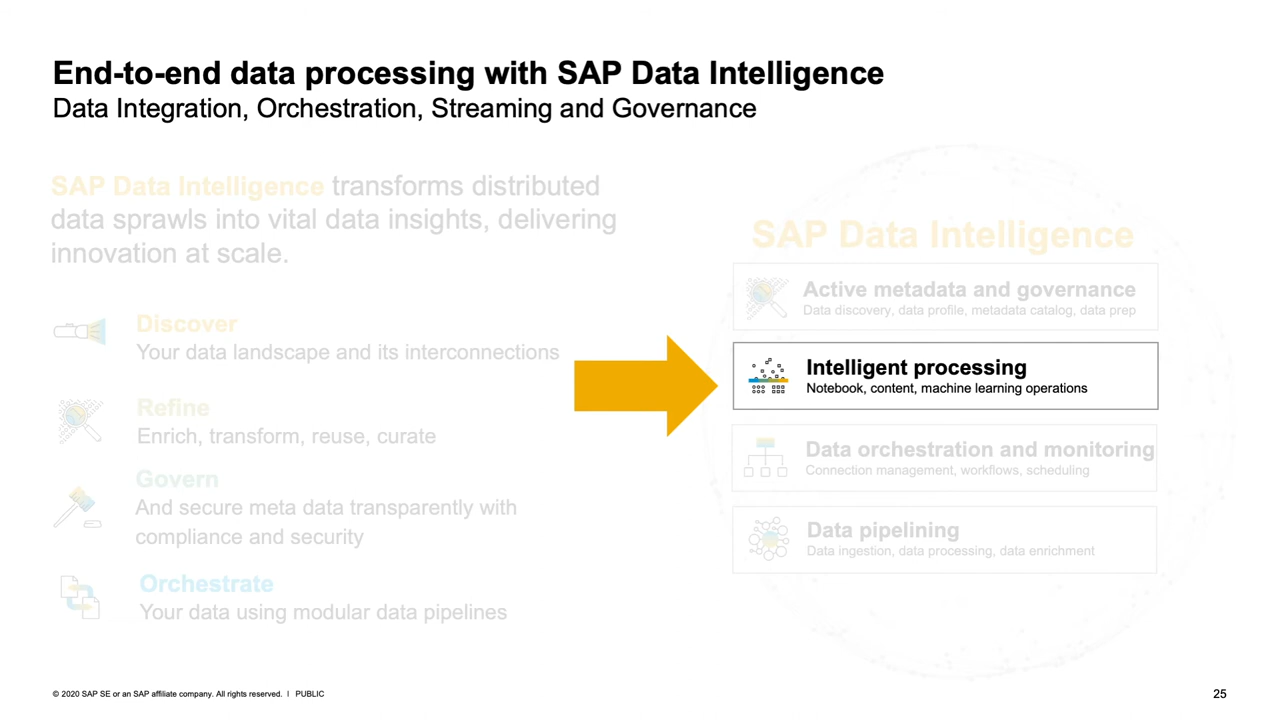 End-to-end data processing with SAP Data Intelligence
Data Integration, Orchestration, Streaming and Governance
SAP Data Intelligence transforms distributed
data sprawls into vital data insights, delivering
innovation at scale.
Discover
Your data landscape and its interconnections
Refine
Enrich, transform, reuse, curate
Govern
And secure meta data transparently with
compliance and security
Orchestrate
Your data using modular data pipelines
SAP Data Intelligence
Active metadata and governance
Data discovery, data profile, metadata catalog, data prep
Intelligent processing
Notebook, content, machine learning operations
Data orchestration and monitoring
Connection management, workflows, scheduling
Data pipelining
Data ingestion, data processing, data enrichment
© 2020 SAP SE or an SAP affiliate company. All rights reserved. I PUBLIC
25